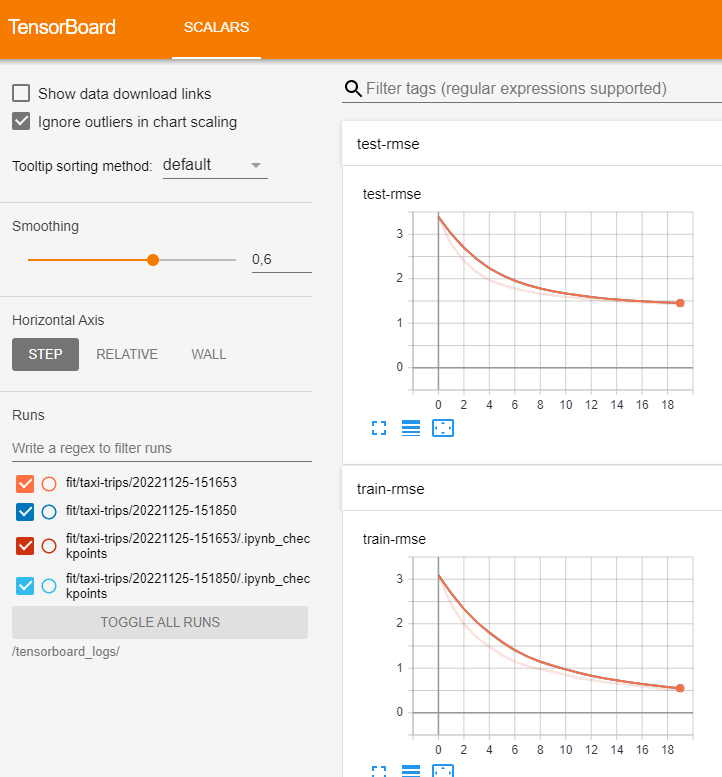 TensorBoard
SCALARS
Show data download links
Ignore outliers in chart scaling
Tooltip sorting method: default
Smoothing
0,6
Horizontal Axis
STEP RELATIVE WALL
Runs
Write a regex to filter runs
fit/taxi-trips/20221125-151653
fit/taxi-trips/20221125-151850
fit/taxi-trips/20221125-151653/.ipynb_chec
kpoints
fit/taxi-trips/20221125-151850/.ipynb_chec
kpoints
TOGGLE ALL RUNS
/tensorboard_logs/
Filter tags (regular expressions supported)
test-rmse
test-rmse
3
2
1
0
0 2 4 6 8 10 12 14 16 18
train-rmse
train-rmse
3
2
1
0
0 2 4 6 8 10 12 14 16 18